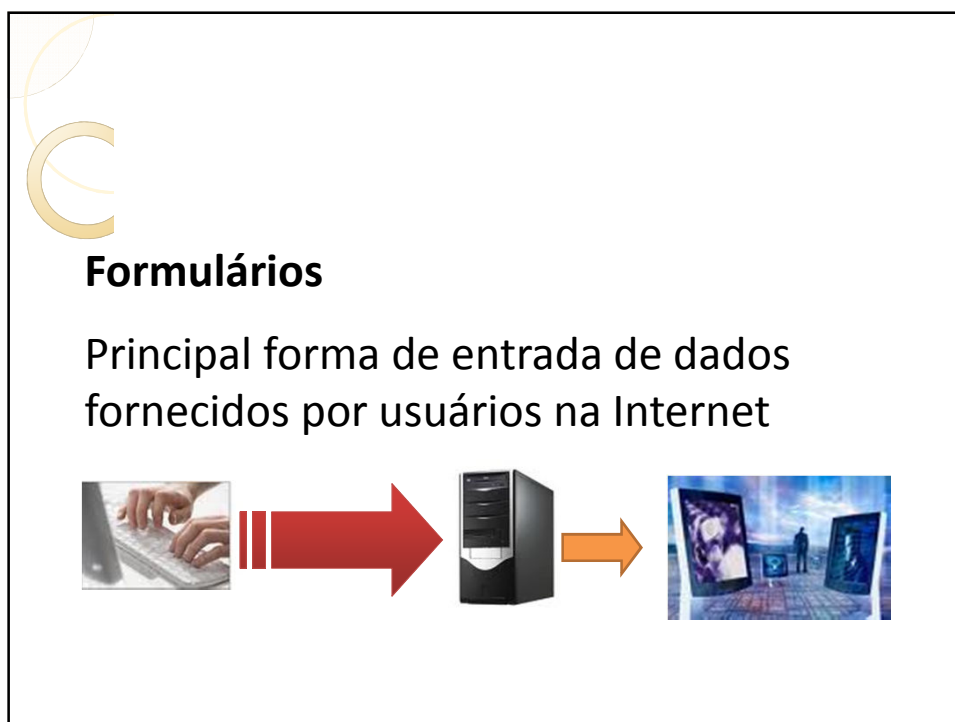 Formulários
Principal forma de entrada de dados
fornecidos por usuários na Internet